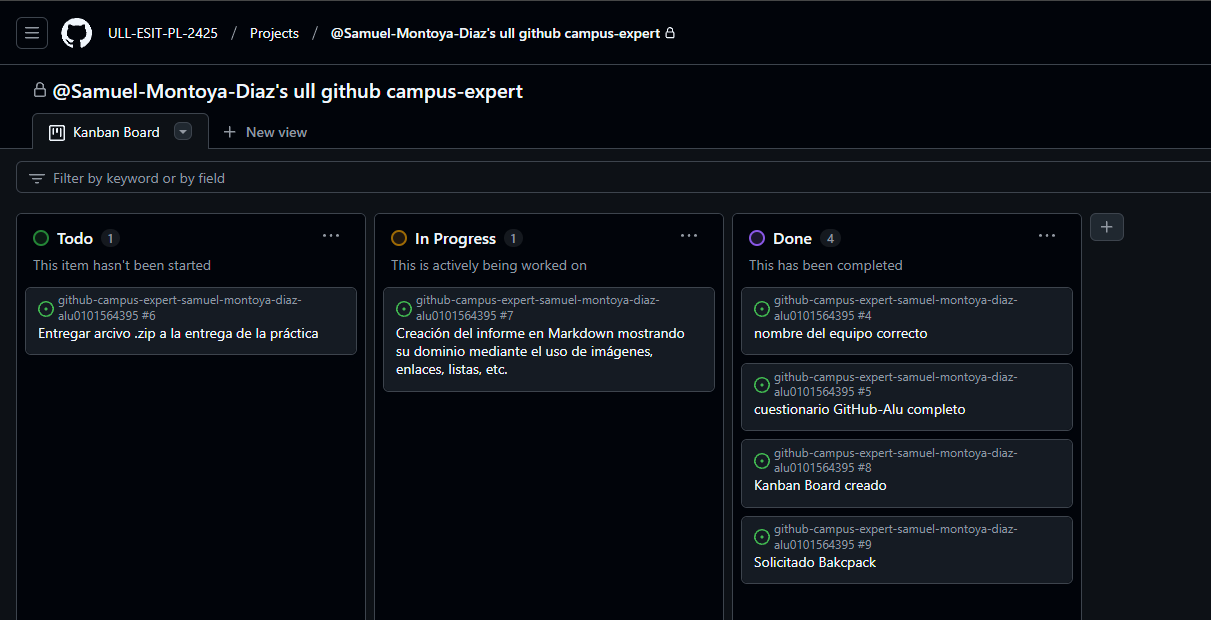 ULL-ESIT-PL-2425 / Projects / @Samuel-Montoya-Diaz's ull github campus-expert
@Samuel-Montoya-Diaz's ull github campus-expert
Kanban Board
New view
Filter by keyword or by field
Todo 1
This item hasn't been started
github-campus-expert-samuel-montoya-diaz-
alu0101564395 #6
Entregar arcivo .zip a la entrega de la práctica
In Progress 1
This is actively being worked on
github-campus-expert-samuel-montoya-diaz-
alu0101564395 #7
Creación del informe en Markdown mostrando
su dominio mediante el uso de imágenes,
enlaces, listas, etc.
Done 4
This has been completed
github-campus-expert-samuel-montoya-diaz-
alu0101564395 #4
nombre del equipo correcto
github-campus-expert-samuel-montoya-diaz-
alu0101564395 #5
cuestionario GitHub-Alu completo
github-campus-expert-samuel-montoya-diaz-
alu0101564395 #8
Kanban Board creado
github-campus-expert-samuel-montoya-diaz-
alu0101564395 #9
Solicitado Bakcpack